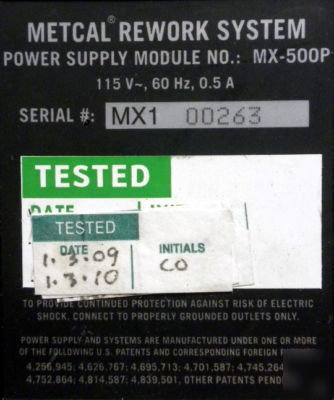 METCAL® REWORK SYSTEM
POWER SUPPLY MODULE NO.: MX-500P
115 V~, 60 Hz, 0.5 A
SERIAL #: MX1 00263
TESTED
DATE
TESTED
DATE INITIALS
1.3.09 CO
1.3.10
TO PROVIDE CONTINUED PROTECTION AGAINST RISK OF ELECTRIC
SHOCK. CONNECT TO PROPERLY GROUNDED OUTLETS ONLY.
POWER SUPPLY AND SYSTEMS ARE MANUFACTURED UNDER ONE OR MORE
OF THE FOLLOWING U.S. PATENTS AND CORRESPONDING FOREIGN
4,256,945; 4,626,767; 4,695,713; 4,701,587; 4,745,264
4,752,864; 4,814,587; 4,839,501, OTHER PATENTS